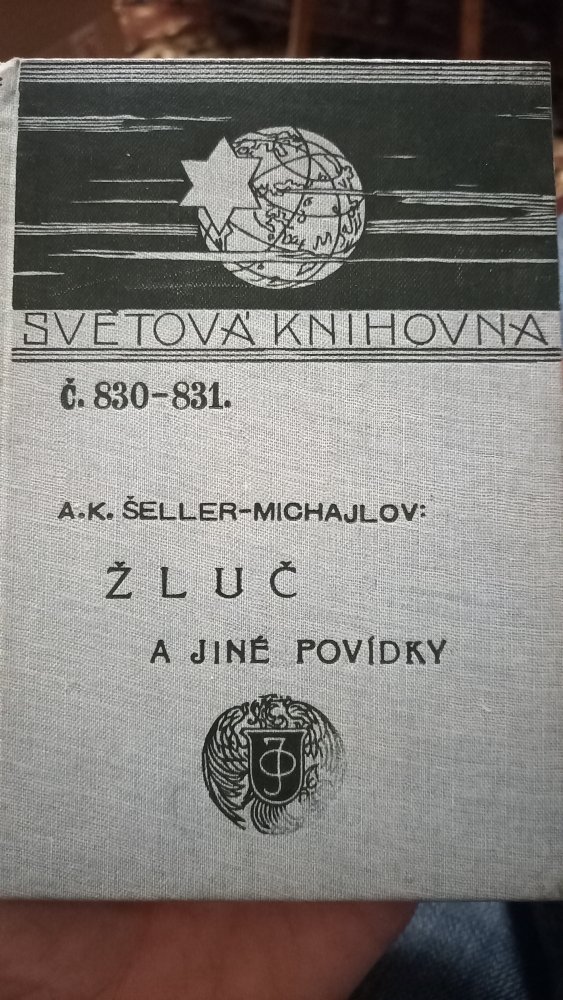 SVĚTOVÁ KNIHOVNA
Č. 830-831.
A.K. ŠELLER-MICHAJLOV:
ŽLUČ
A JINÉ POVÍDKY